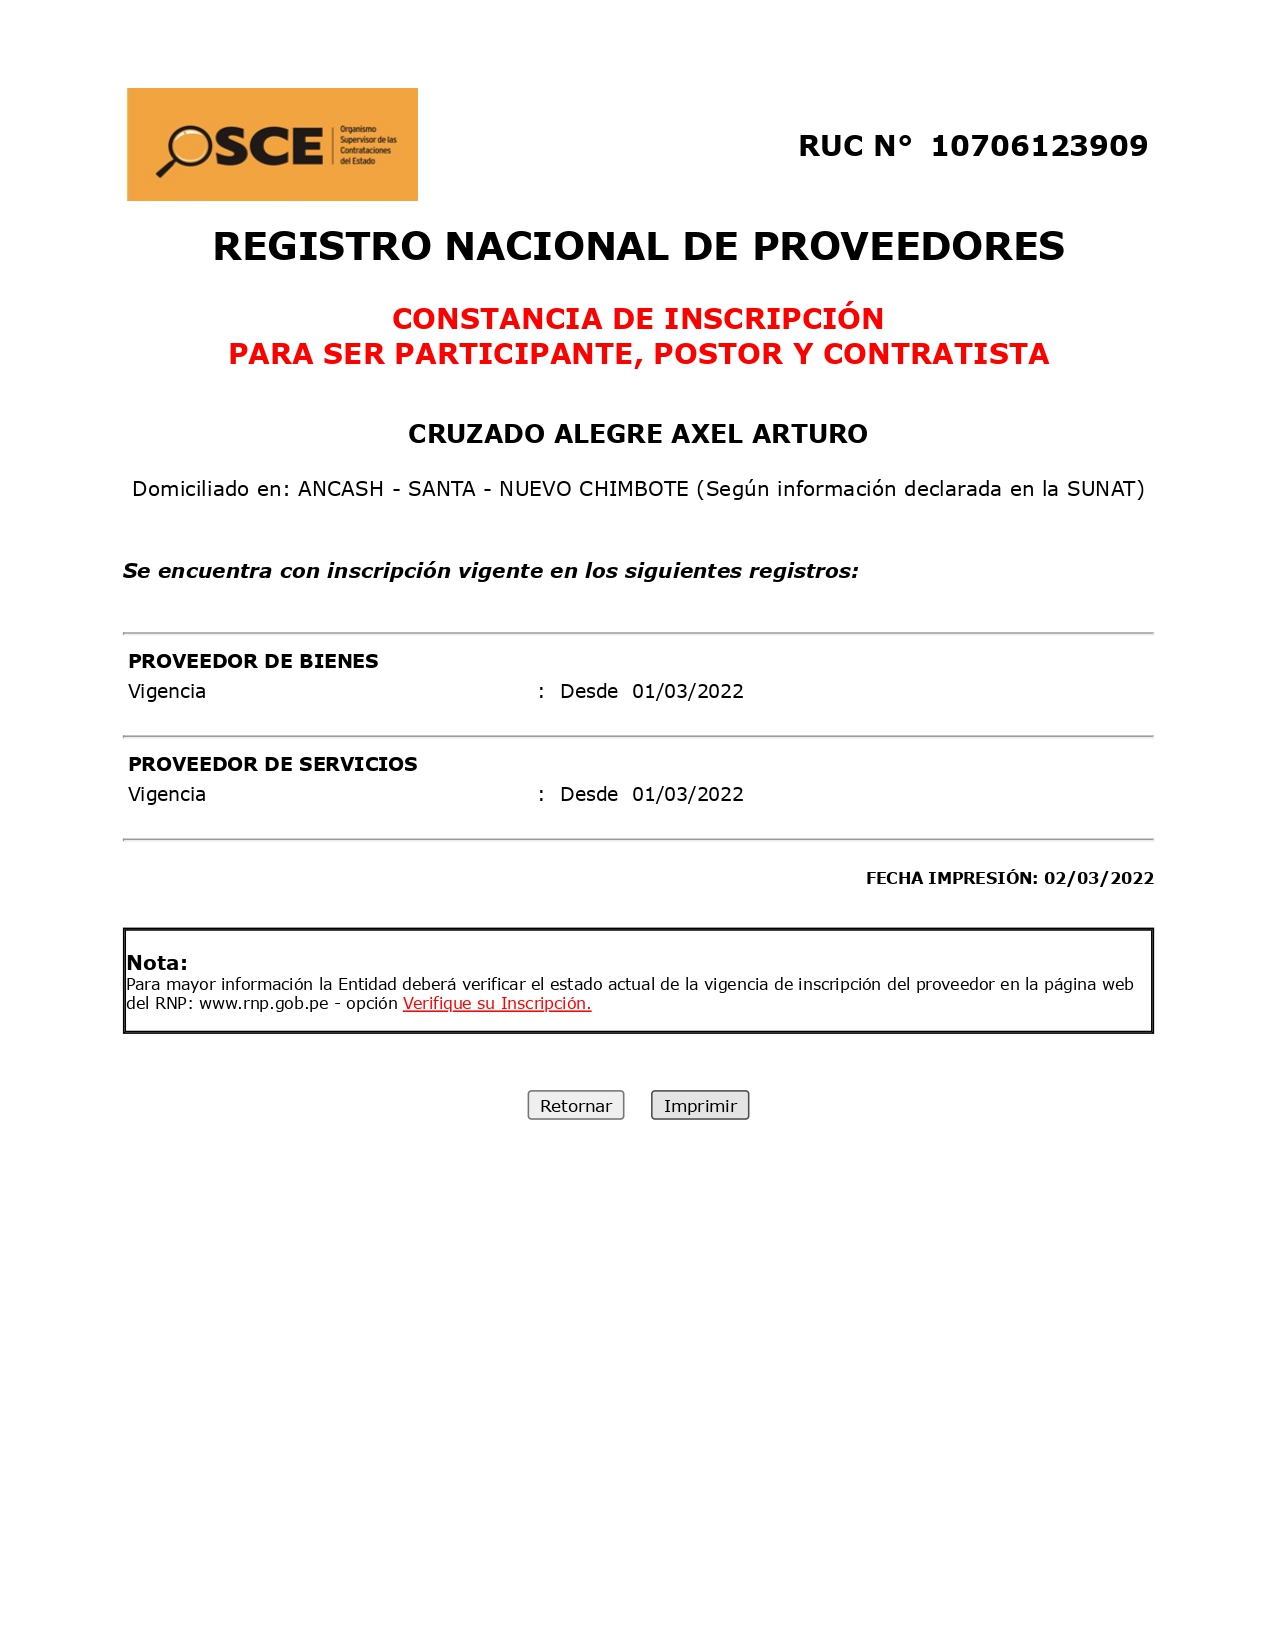 OSCE
Organismo
Supervisor de las
Contrataciones
del Estado
RUC N° 10706123909
REGISTRO NACIONAL DE PROVEEDORES
CONSTANCIA DE INSCRIPCIÓN
PARA SER PARTICIPANTE, POSTOR Y CONTRATISTA
CRUZADO ALEGRE AXEL ARTURO
Domiciliado en: ANCASH - SANTA - NUEVO CHIMBOTE (Según información declarada en la SUNAT)
Se encuentra con inscripción vigente en los siguientes registros:
PROVEEDOR DE BIENES
Vigencia : Desde 01/03/2022
PROVEEDOR DE SERVICIOS
Vigencia : Desde 01/03/2022
FECHA IMPRESIÓN: 02/03/2022
Nota:
Para mayor información la Entidad deberá verificar el estado actual de la vigencia de inscripción del proveedor en la página web
del RNP: www.rnp.gob.pe - opción Verifique su Inscripción.
Retornar Imprimir